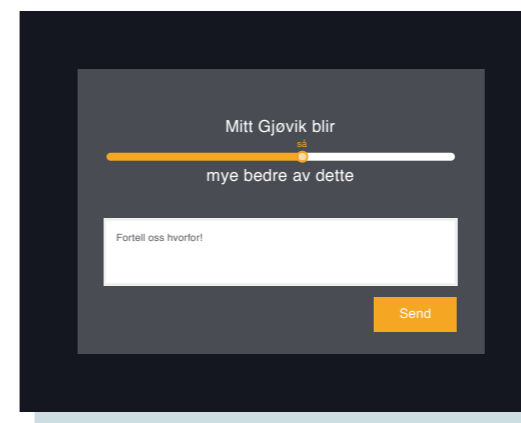 Mitt Gjøvik blir
så
mye bedre av dette
Fortell oss hvorfor!
Send